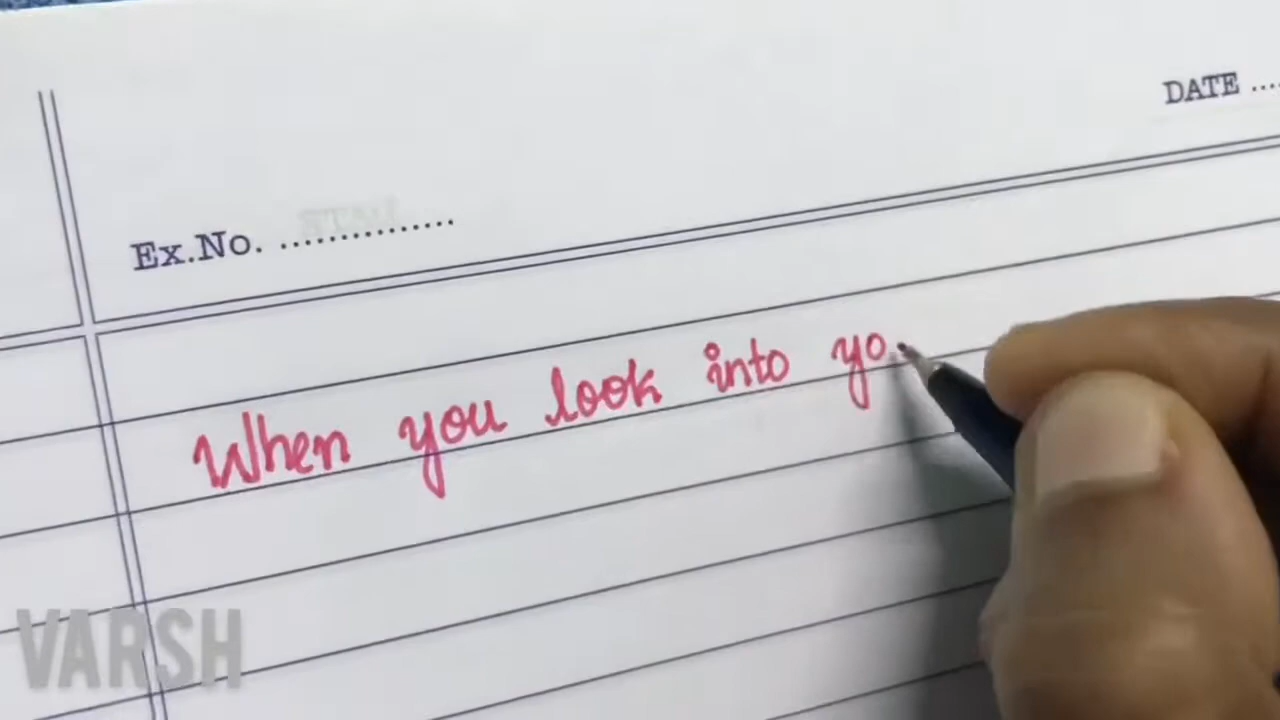 DATE ....
Ex.No. ...............
When you look into yo
VARSH